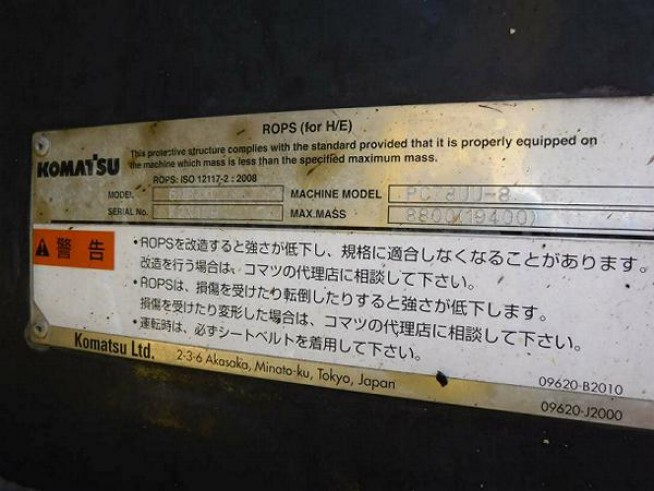 ROPS (for H/E)
KOMATSU
This protective structure complies with the standard provided that it is properly equipped on
the machine which mass is less than the specified maximum mass.
ROPS: ISO 12117-2 : 2008
MODEL
MACHINE MODEL PC78UU-8
SERIAL No.
MAX.MASS 8800(19400)
警告
・ROPSを改造すると強さが低下し、規格に適合しなくなることがあります。
改造を行う場合は、コマツの代理店に相談して下さい。
・ROPSは、損傷を受けたり転倒したりすると強さが低下します。
損傷を受けたり変形した場合は、コマツの代理店に相談して下さい。
・運転時は、必ずシートベルトを着用して下さい。
Komatsu Ltd. 2-3-6 Akasaka, Minato-ku, Tokyo, Japan
09620-B2010
09620-J2000